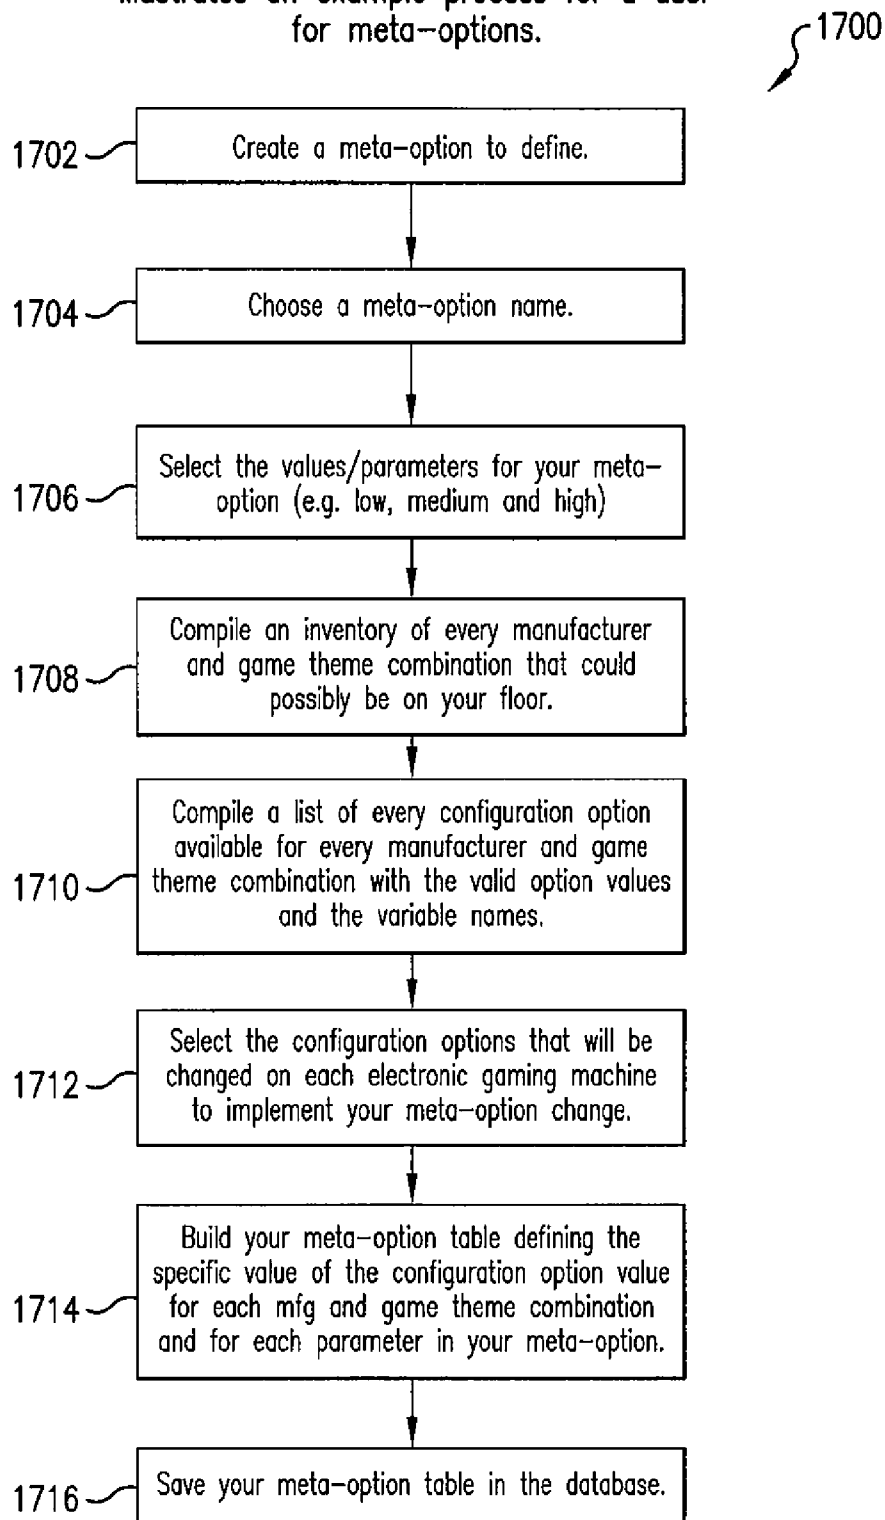 illustrates an example process for a user
for meta-options.
1700
1702
Create a meta-option to define.
1704
Choose a meta-option name.
1706
Select the values/parameters for your meta-
option (e.g. low, medium and high)
1708
Compile an inventory of every manufacturer
and game theme combination that could
possibly be on your floor.
1710
Compile a list of every configuration option
available for every manufacturer and game
theme combination with the valid option values
and the variable names.
1712
Select the configuration options that will be
changed on each electronic gaming machine
to implement your meta-option change.
1714
Build your meta-option table defining the
specific value of the configuration option value
for each mfg and game theme combination
and for each parameter in your meta-option.
1716
Save your meta-option table in the database.